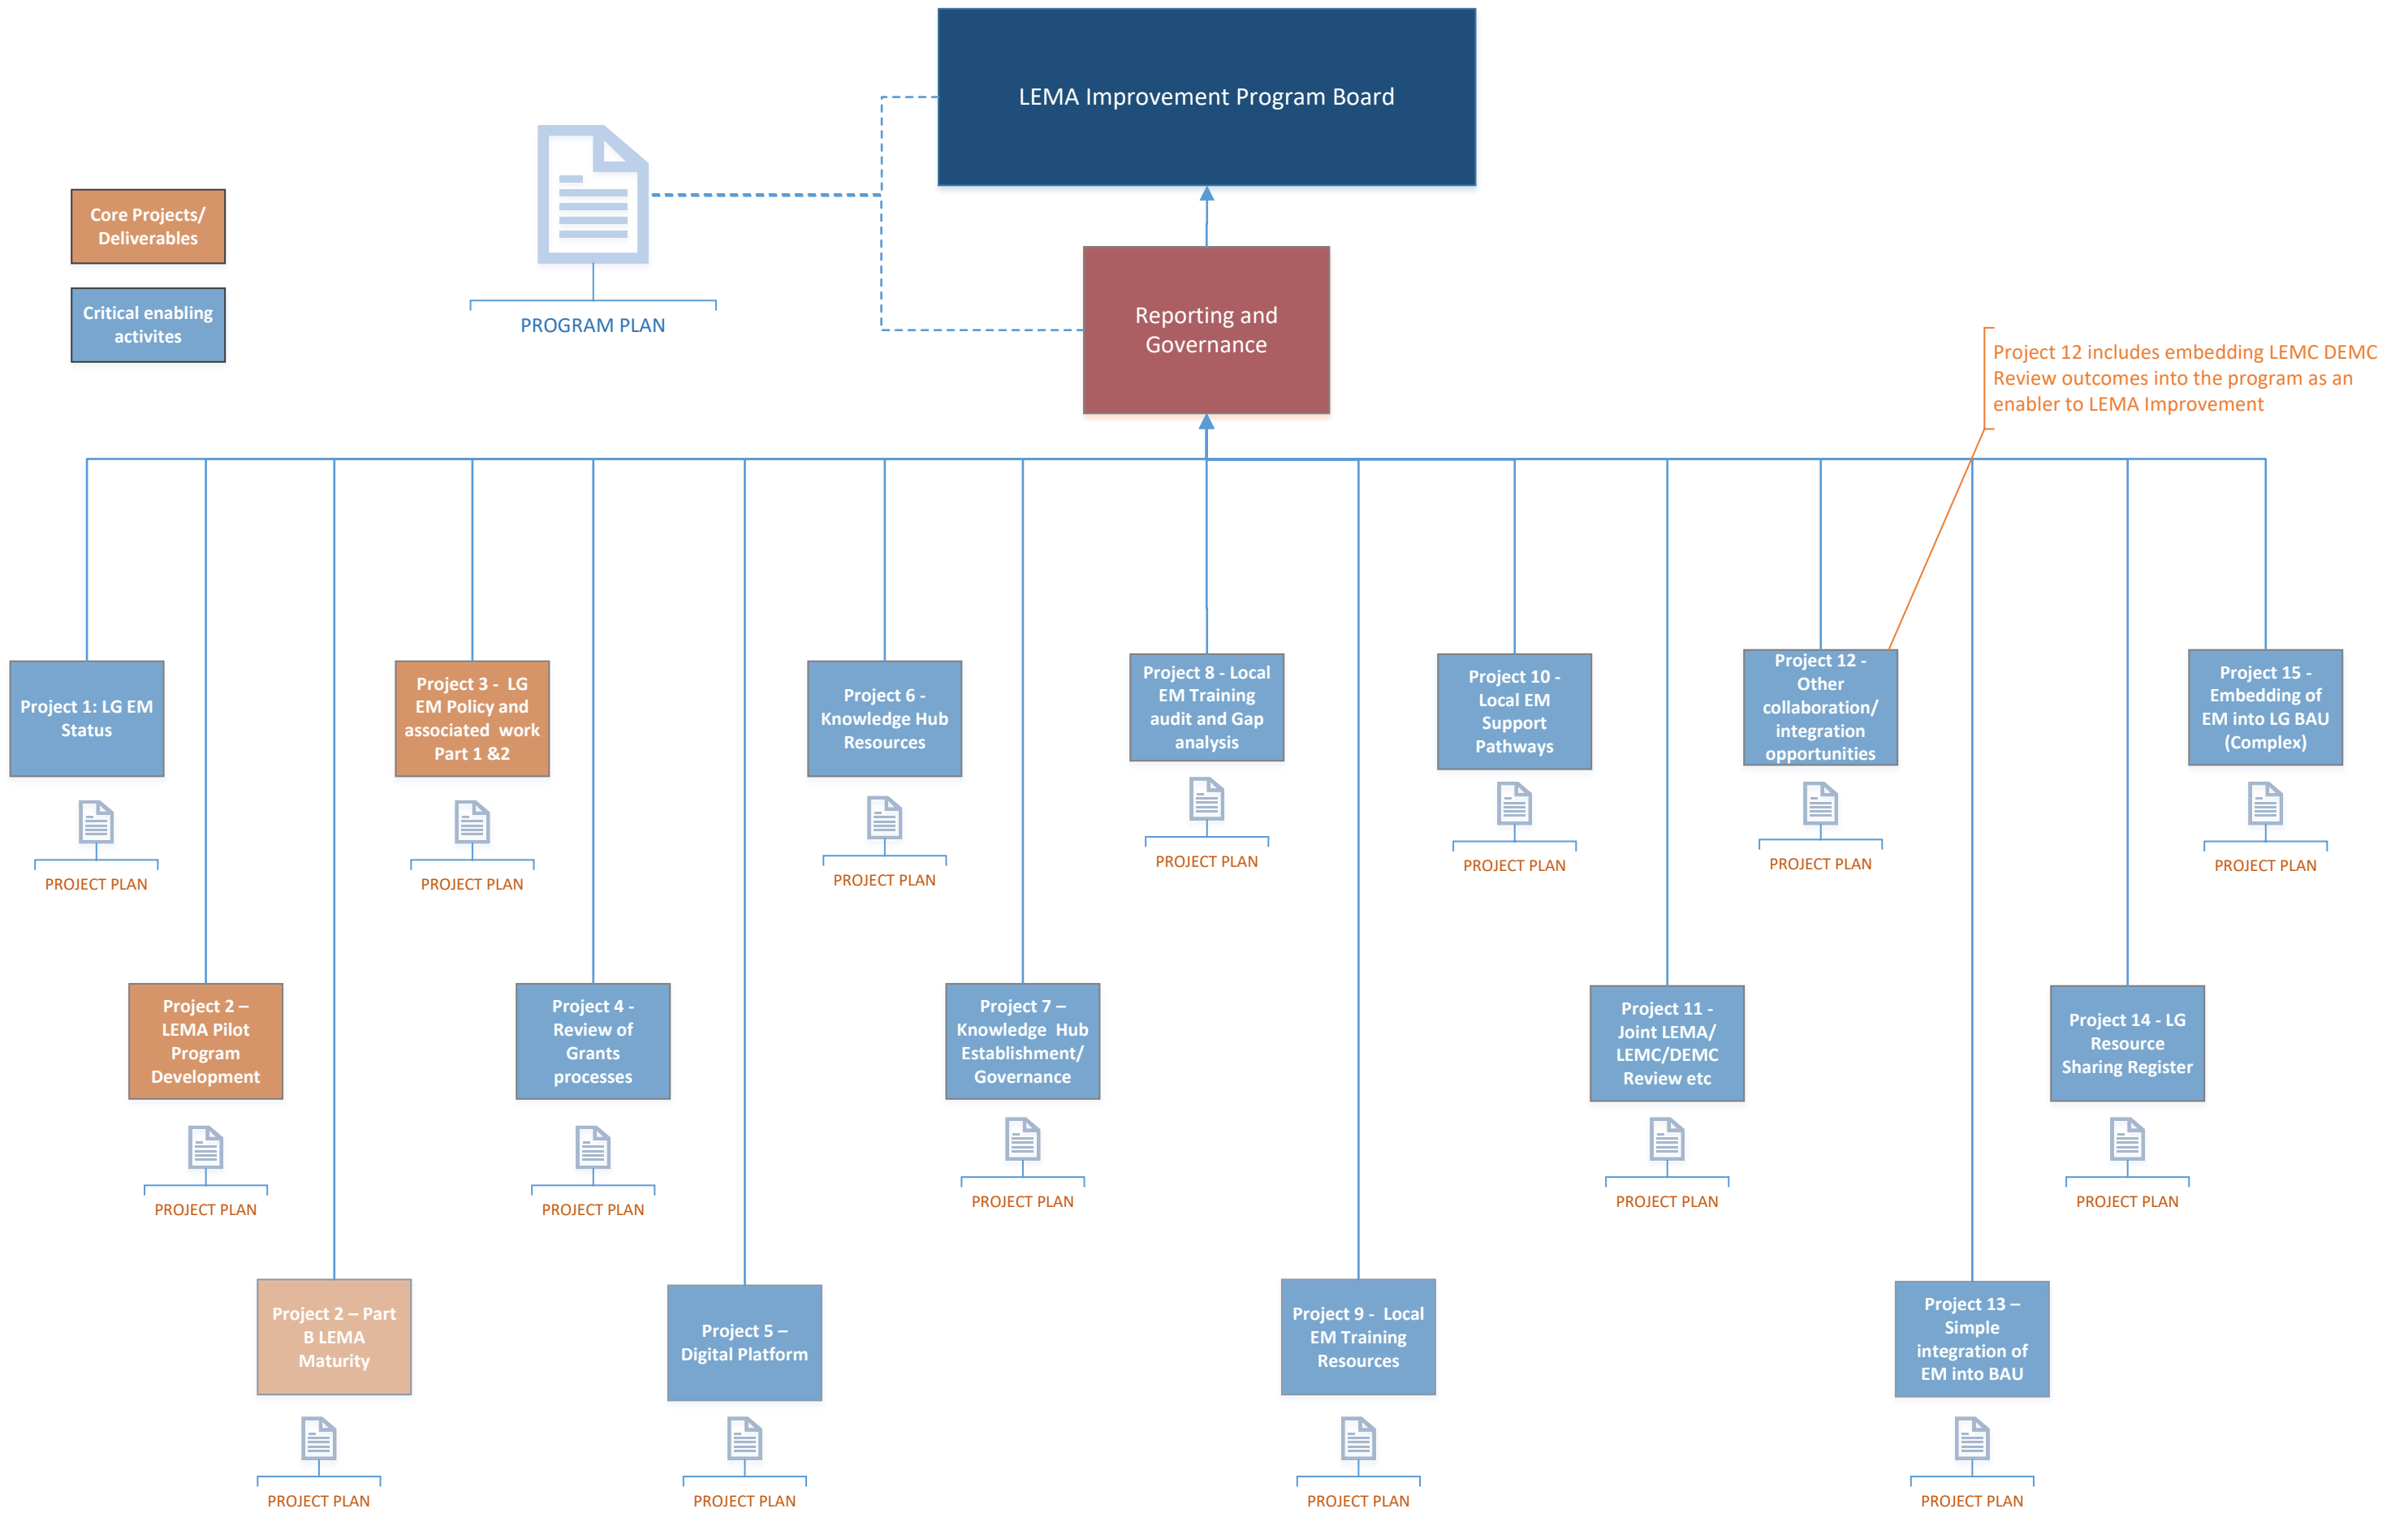 LEMA Improvement Program Board
Core Projects/
Deliverables
Critical enabling
activites
PROGRAM PLAN
Reporting and
Governance
Project 12 includes embedding LEMC DEMC
Review outcomes into the program as an
enabler to LEMA Improvement
Project 1: LG EM
Status
PROJECT PLAN
Project 3 - LG
EM Policy and
associated work
Part 1 &2
PROJECT PLAN
Project 6 -
Knowledge Hub
Resources
PROJECT PLAN
Project 8 - Local
EM Training
audit and Gap
analysis
PROJECT PLAN
Project 10 -
Local EM
Support
Pathways
PROJECT PLAN
Project 12 -
Other
collaboration/
integration
opportunities
PROJECT PLAN
Project 15 -
Embedding of
EM into LG BAU
(Complex)
PROJECT PLAN
Project 2 –
LEMA Pilot
Program
Development
PROJECT PLAN
Project 4 -
Review of
Grants
processes
PROJECT PLAN
Project 7 –
Knowledge Hub
Establishment/
Governance
PROJECT PLAN
Project 11 -
Joint LEMA/
LEMC/DEMC
Review etc
PROJECT PLAN
Project 14 - LG
Resource
Sharing Register
PROJECT PLAN
Project 2 – Part
B LEMA
Maturity
PROJECT PLAN
Project 5 –
Digital Platform
PROJECT PLAN
Project 9 - Local
EM Training
Resources
PROJECT PLAN
Project 13 –
Simple
integration of
EM into BAU
PROJECT PLAN